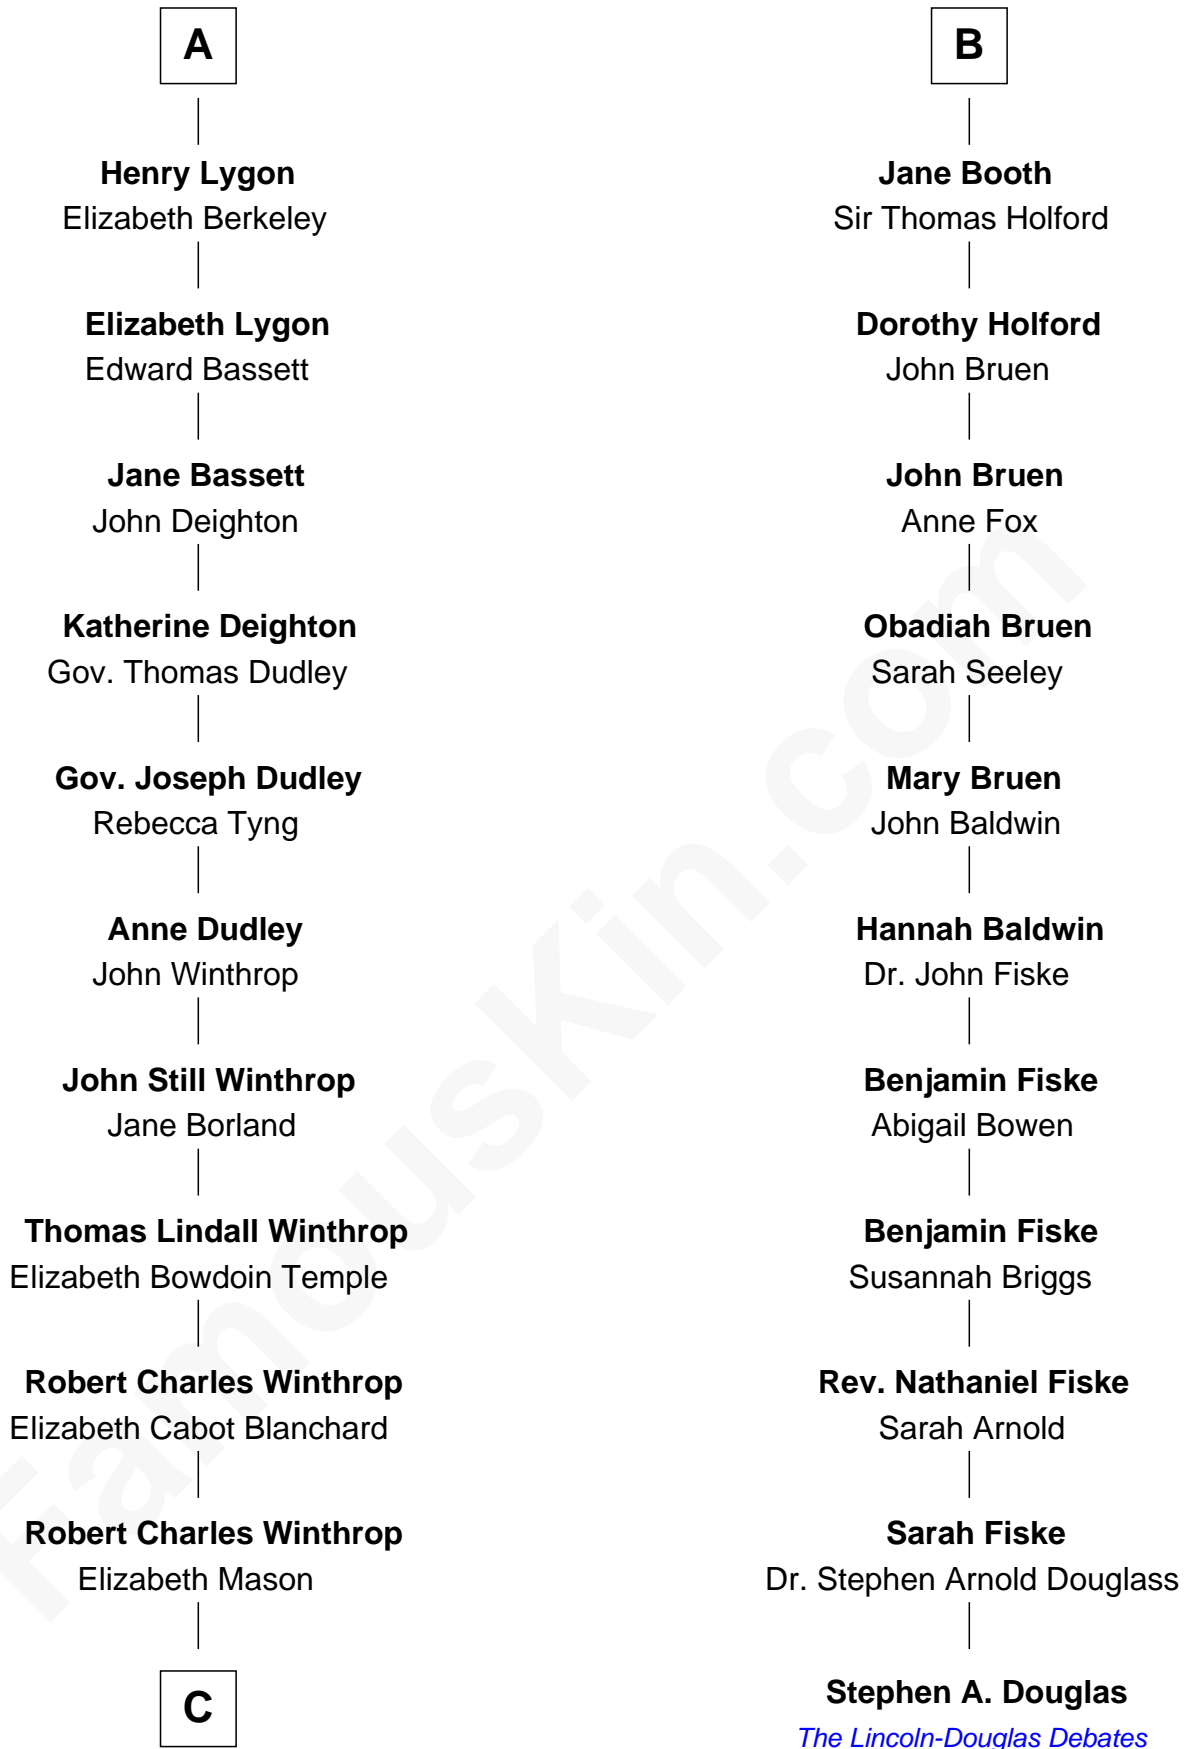 A
Henry Lygon
Elizabeth Berkeley
Elizabeth Lygon
Edward Bassett
Jane Bassett
John Deighton
Katherine Deighton
Gov. Thomas Dudley
Gov. Joseph Dudley
Rebecca Tyng
Anne Dudley
John Winthrop
John Still Winthrop
Jane Borland
Thomas Lindall Winthrop
Elizabeth Bowdoin Temple
Robert Charles Winthrop
Elizabeth Cabot Blanchard
Robert Charles Winthrop
Elizabeth Mason
C
B
Jane Booth
Sir Thomas Holford
Dorothy Holford
John Bruen
John Bruen
Anne Fox
Obadiah Bruen
Sarah Seeley
Mary Bruen
John Baldwin
Hannah Baldwin
Dr. John Fiske
Benjamin Fiske
Abigail Bowen
Benjamin Fiske
Susannah Briggs
Rev. Nathaniel Fiske
Sarah Arnold
Sarah Fiske
Dr. Stephen Arnold Douglass
Stephen A. Douglas
The Lincoln-Douglas Debates
FamousKin.com